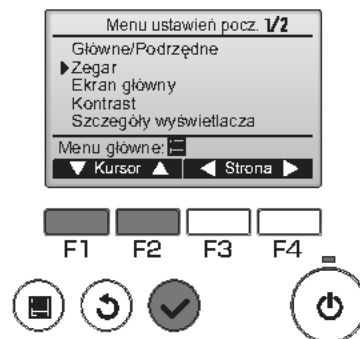 Menu ustawień pocz. 1/2
Główne/Podrzędne
▶Zegar
Ekran główny
Kontrast
Szczegóły wyświetlacza
Menu główne:
▼ Kursor ▲ ◀ Strona ▶
F1 F2 F3 F4